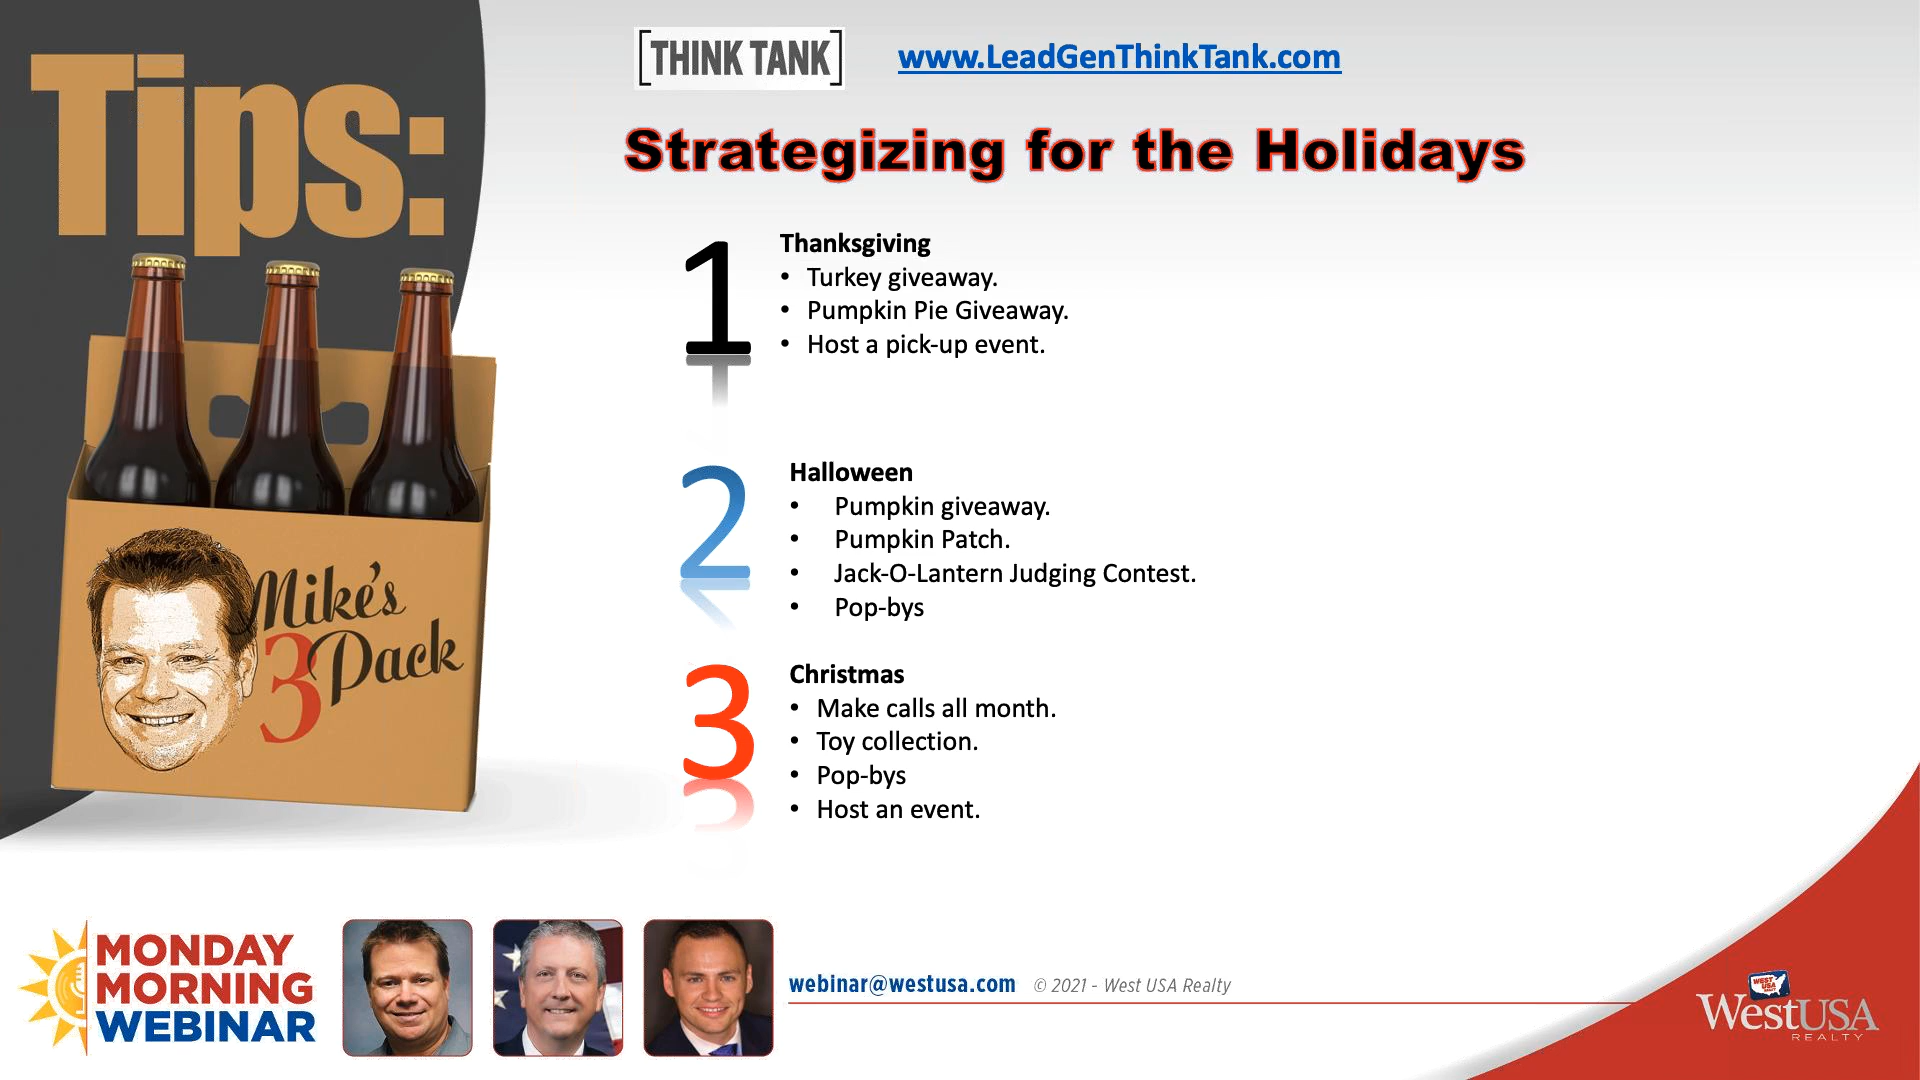 Tips:
[THINK TANK]
www.LeadGenThinkTank.com
Strategizing for the Holidays
1
Thanksgiving
• Turkey giveaway.
• Pumpkin Pie Giveaway.
• Host a pick-up event.
2
Halloween
• Pumpkin giveaway.
• Pumpkin Patch.
• Jack-O-Lantern Judging Contest.
• Pop-bys
3
Christmas
• Make calls all month.
• Toy collection.
• Pop-bys
• Host an event.
Mike's
3 Pack
MONDAY
MORNING
WEBINAR
webinar@westusa.com © 2021 - West USA Realty
WEST
USA
REALTY
WestUSA
REALTY